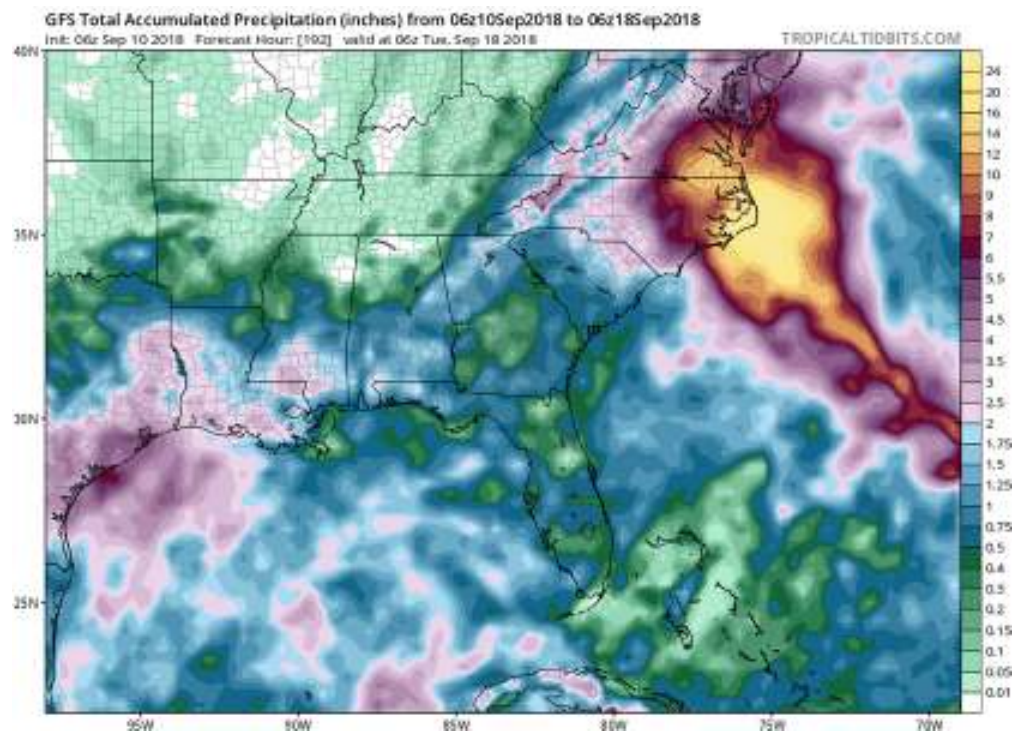 GFS Total Accumulated Precipitation (inches) from 06z10Sep2018 to 06z18Sep2018
Init: 06z Sep 10 2018 Forecast Hour: [192] valid at 06z Tue, Sep 18 2018
TROPICALTIDBITS.COM
40N
35N
30N
25N
95W
90W
85W
80W
75W
70W
20
16
12
10
9
8
7
6
5.5
5
4.5
4
3.5
3
2.5
2
1.75
1.5
1.25
1
0.75
0.5
0.4
0.3
0.2
0.15
0.1
0.05
0.01